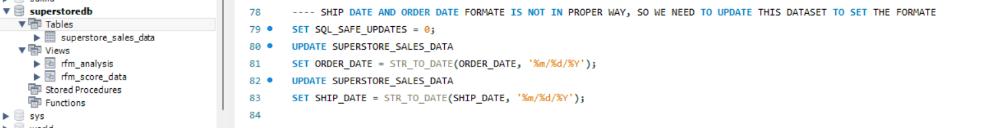 superstoredb
Tables
superstore_sales_data
Views
rfm_analysis
rfm_score_data
Stored Procedures
Functions
sys
78 ---- SHIP DATE AND ORDER DATE FORMATE IS NOT IN PROPER WAY, SO WE NEED TO UPDATE THIS DATASET TO SET THE FORMATE
79 SET SQL_SAFE_UPDATES = 0;
80 UPDATE SUPERSTORE_SALES_DATA
81 SET ORDER_DATE = STR_TO_DATE(ORDER_DATE, '%m/%d/%Y');
82 UPDATE SUPERSTORE_SALES_DATA
83 SET SHIP_DATE = STR_TO_DATE(SHIP_DATE, '%m/%d/%Y');
84